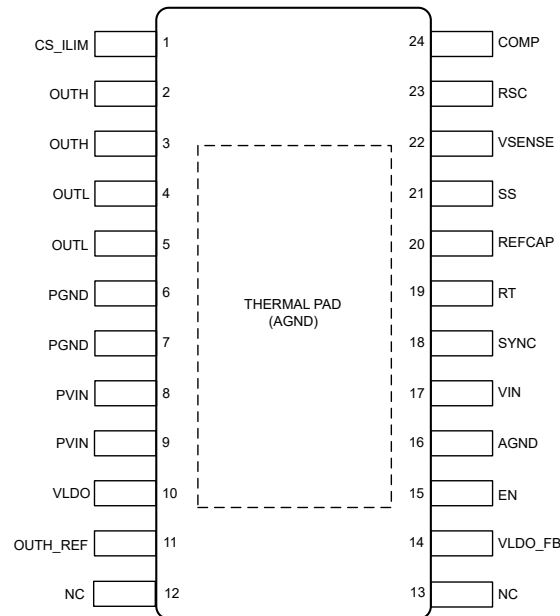 CS_ILIM 1 24 COMP
OUTH 2 23 RSC
OUTH 3 22 VSENSE
OUTL 4 21 SS
OUTL 5 20 REFCAP
PGND 6 19 RT
PGND 7 18 SYNC
PVIN 8 17 VIN
PVIN 9 16 AGND
VLDO 10 15 EN
OUTH_REF 11 14 VLDO_FB
NC 12 13 NC
THERMAL PAD
(AGND)